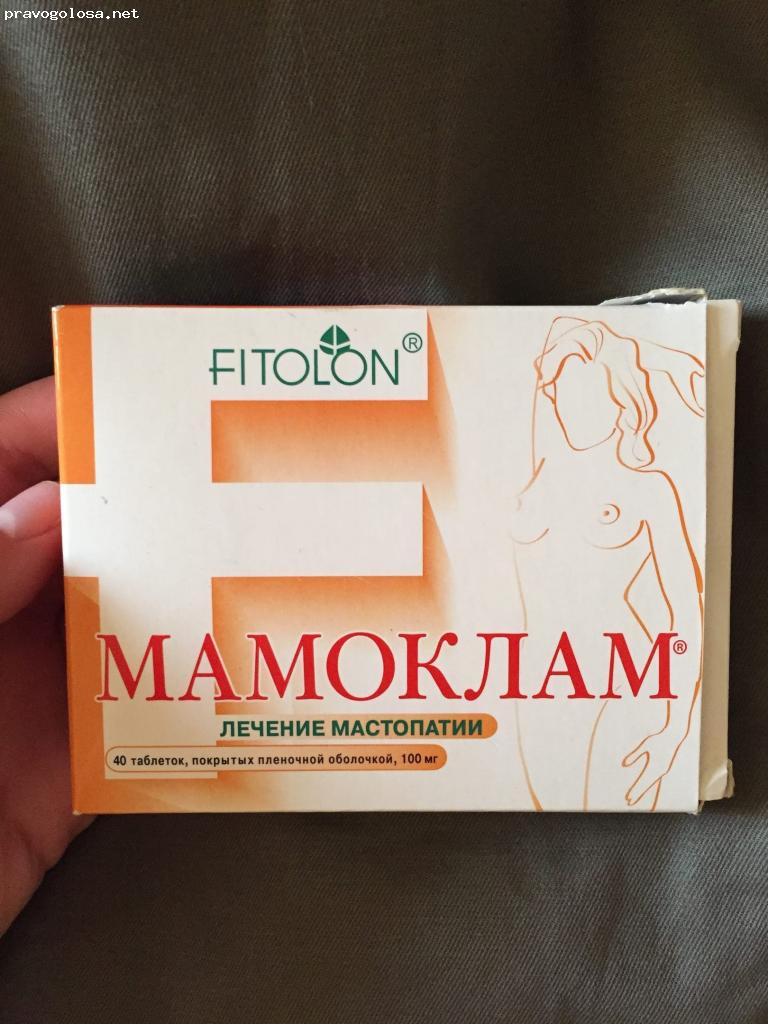 pravogolosa.net
FITOLON®
МАМОКЛАМ®
ЛЕЧЕНИЕ МАСТОПАТИИ
40 таблеток, покрытых пленочной оболочкой, 100 мг